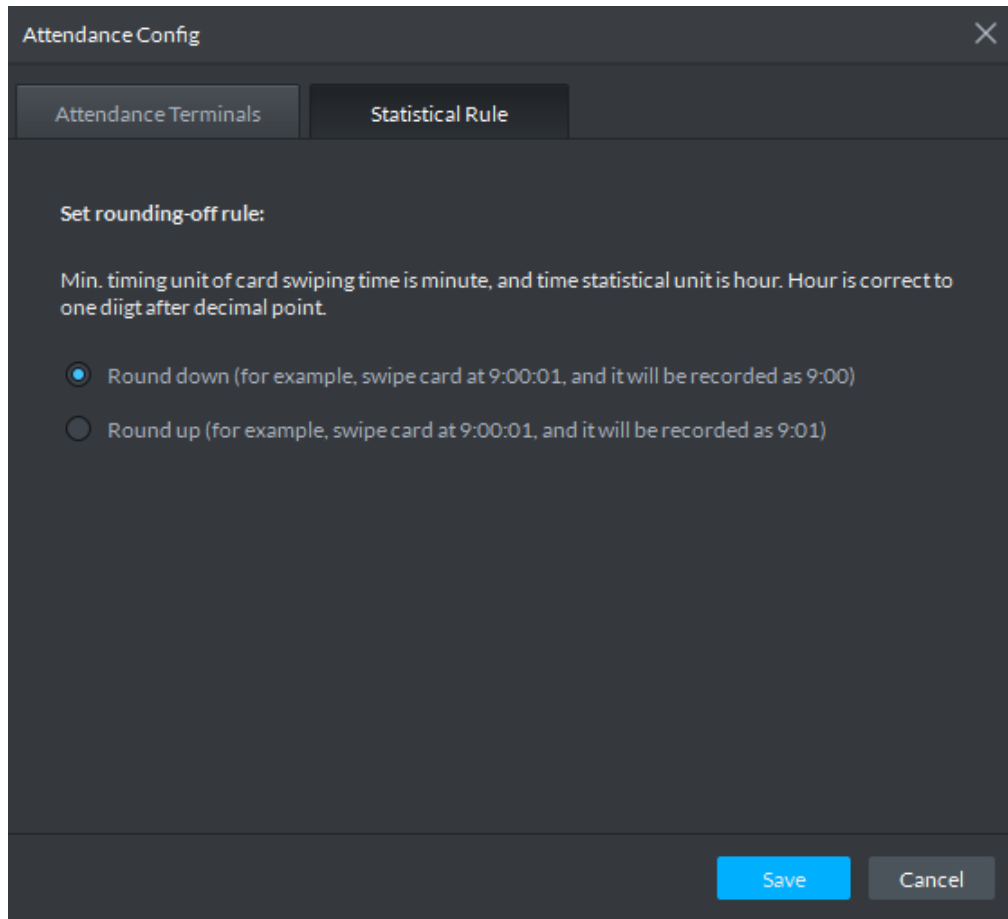 Attendance Config
Attendance Terminals
Statistical Rule
Set rounding-off rule:
Min. timing unit of card swiping time is minute, and time statistical unit is hour. Hour is correct to
one diigt after decimal point.
Round down (for example, swipe card at 9:00:01, and it will be recorded as 9:00)
Round up (for example, swipe card at 9:00:01, and it will be recorded as 9:01)
Save
Cancel